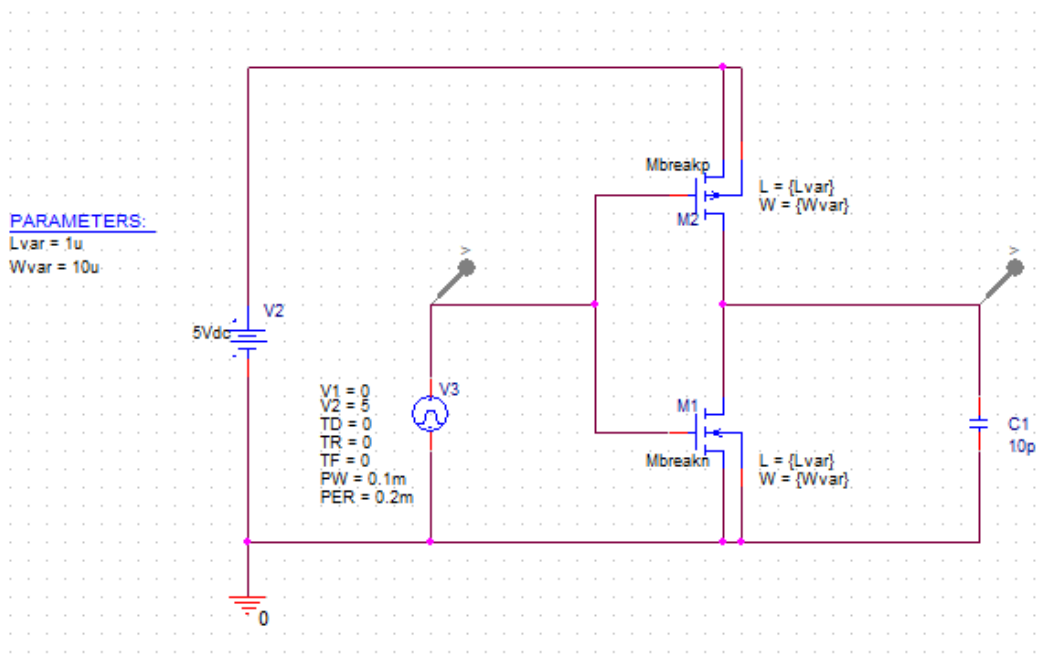 Mbreakp
L = {Lvar}
W = {Wvar}
M2
PARAMETERS:
Lvar = 1u
Wvar = 10u
V
V
V2
5Vdc
V3
V1 = 0
V2 = 5
TD = 0
TR = 0
TF = 0
PW = 0.1m
PER = 0.2m
M1
Mbreakn
L = {Lvar}
W = {Wvar}
C1
10p
0